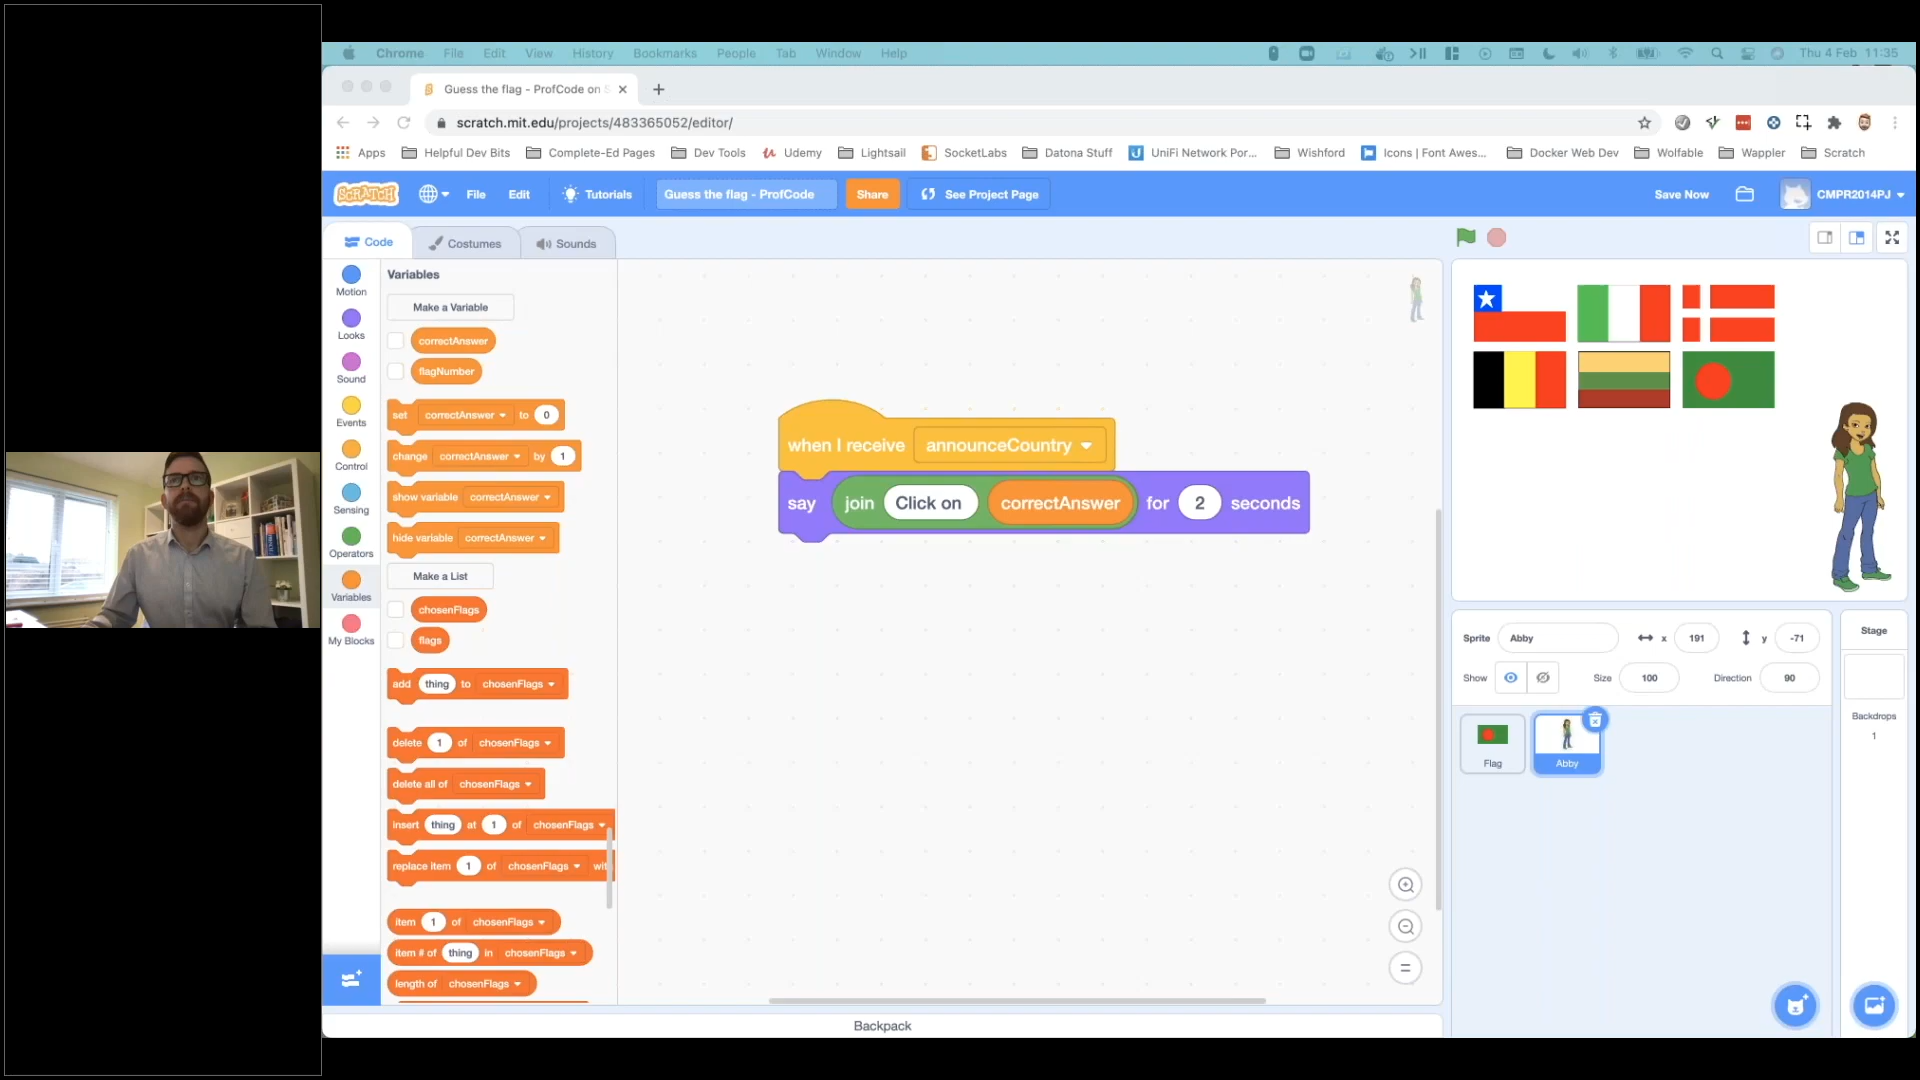 Chrome File Edit View History Bookmarks People Tab Window Help
Thu 4 Feb 11:35
Guess the flag - ProfCode on S
scratch.mit.edu/projects/483365052/editor/
Apps Helpful Dev Bits Complete-Ed Pages Dev Tools Udemy Lightsail SocketLabs Datona Stuff UniFi Network Por... Wishford Icons | Font Awes... Docker Web Dev Wolfable Wappler Scratch
SCRATCH File Edit Tutorials Guess the flag - ProfCode Share See Project Page Save Now CMPR2014PJ
Code Costumes Sounds
Motion
Looks
Sound
Events
Control
Sensing
Operators
Variables
My Blocks
Variables
Make a Variable
correctAnswer
flagNumber
set correctAnswer to 0
change correctAnswer by 1
show variable correctAnswer
hide variable correctAnswer
Make a List
chosenFlags
flags
add thing to chosenFlags
delete 1 of chosenFlags
delete all of chosenFlags
insert thing at 1 of chosenFlags
replace item 1 of chosenFlags wit
item 1 of chosenFlags
item # of thing in chosenFlags
length of chosenFlags
when I receive announceCountry
say join Click on correctAnswer for 2 seconds
Backpack
Sprite Abby x 191 y -71
Show Size 100 Direction 90
Flag
Abby
Stage
Backdrops
1